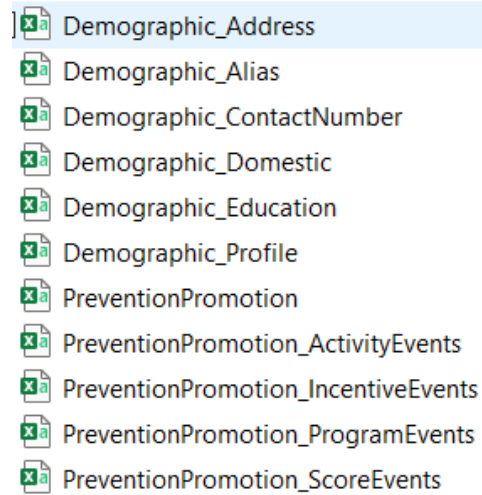 Demographic_Address
Demographic_Alias
Demographic_ContactNumber
Demographic_Domestic
Demographic_Education
Demographic_Profile
PreventionPromotion
PreventionPromotion_ActivityEvents
PreventionPromotion_IncentiveEvents
PreventionPromotion_ProgramEvents
PreventionPromotion_ScoreEvents